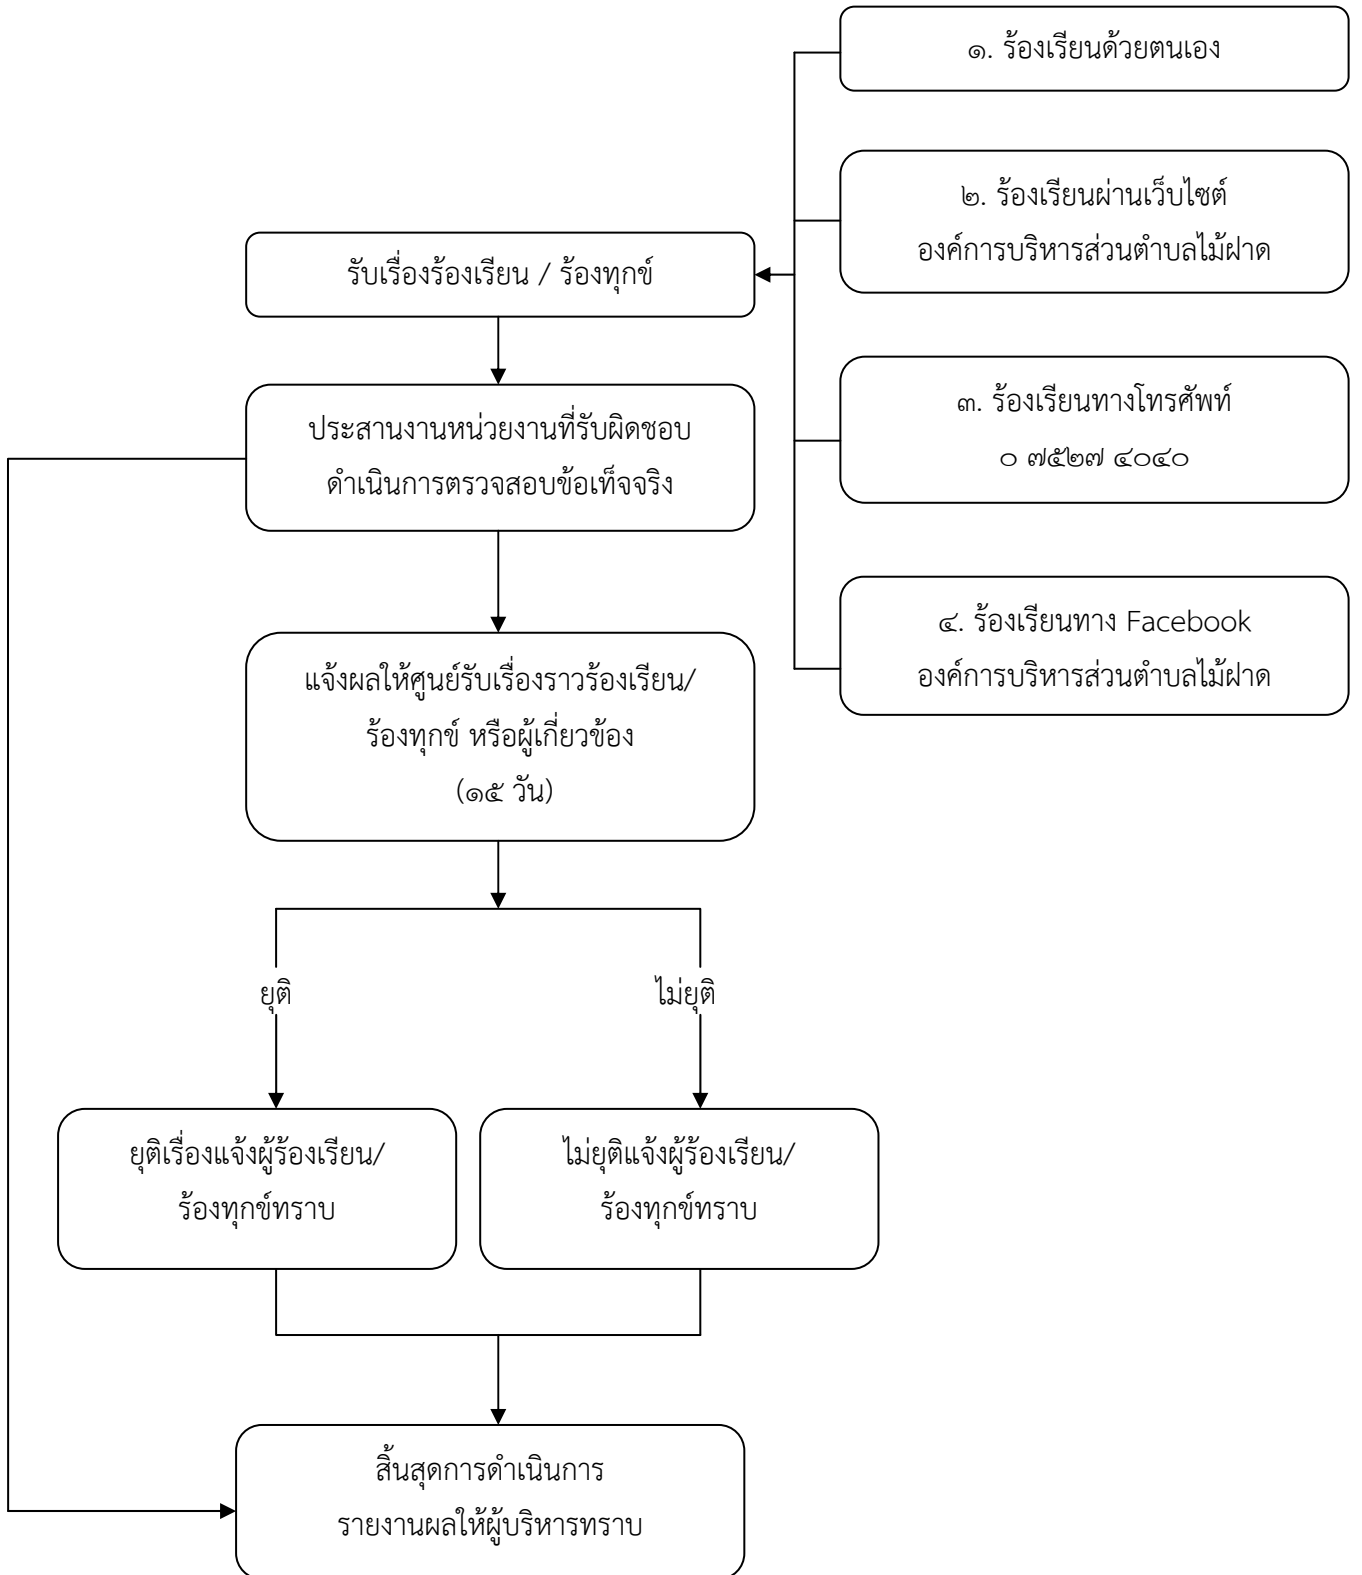 ๑. ร้องเรียนด้วยตนเอง
๒. ร้องเรียนผ่านเว็บไซต์
องค์การบริหารส่วนตำบลไม้ฝาด
รับเรื่องร้องเรียน / ร้องทุกข์
๓. ร้องเรียนทางโทรศัพท์
๐ ๗๕๒๗ ๔๐๔๐
ประสานงานหน่วยงานที่รับผิดชอบ
ดำเนินการตรวจสอบข้อเท็จจริง
๔. ร้องเรียนทาง Facebook
องค์การบริหารส่วนตำบลไม้ฝาด
แจ้งผลให้ศูนย์รับเรื่องราวร้องเรียน/
ร้องทุกข์ หรือผู้เกี่ยวข้อง
(๑๕ วัน)
ยุติ
ไม่ยุติ
ยุติเรื่องแจ้งผู้ร้องเรียน/
ร้องทุกข์ทราบ
ไม่ยุติแจ้งผู้ร้องเรียน/
ร้องทุกข์ทราบ
สิ้นสุดการดำเนินการ
รายงานผลให้ผู้บริหารทราบ